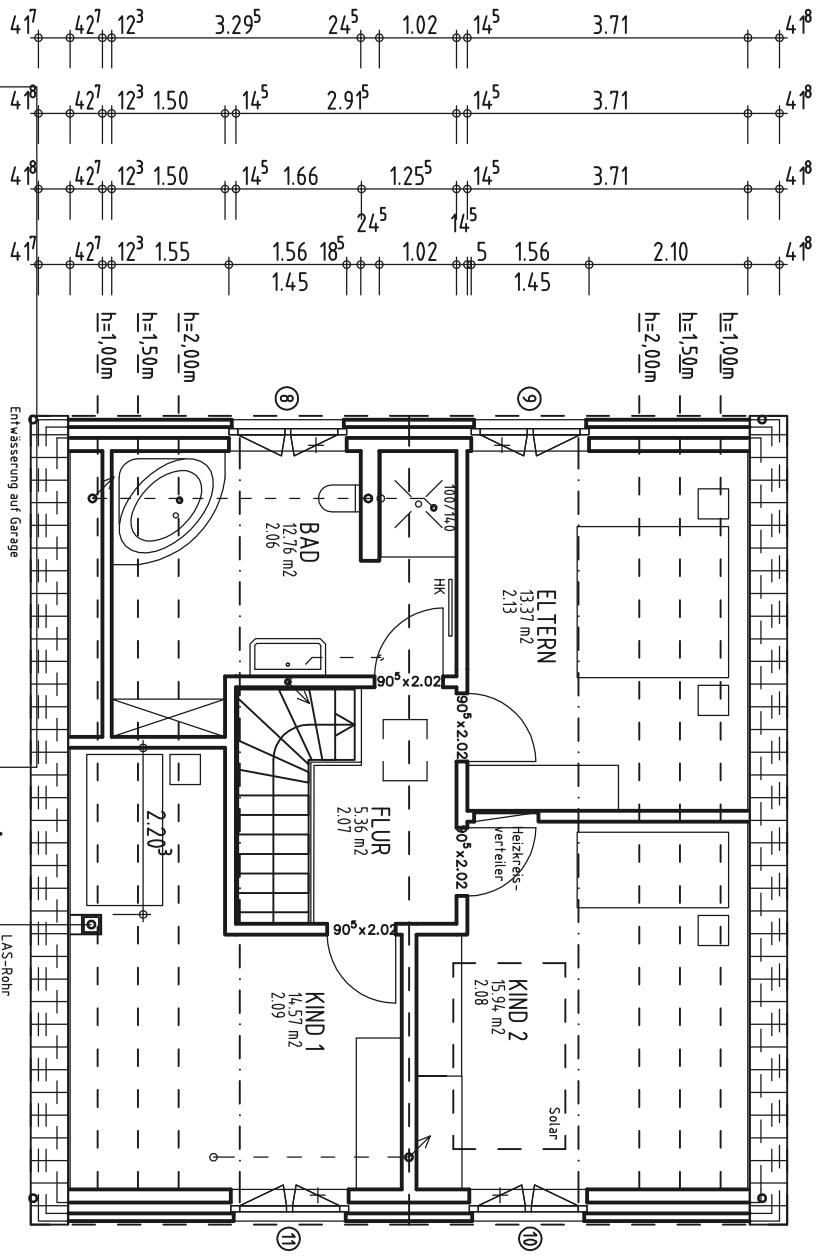 41⁷ 42⁷ 12³ 3.29⁵ 24⁵ 1.02 14⁵ 3.71 41⁸
41⁸ 42⁷ 12³ 1.50 14⁵ 2.91⁵ 14⁵ 3.71 41⁸
41⁸ 42⁷ 12³ 1.50 14⁵ 1.66 1.25⁵ 14⁵ 3.71 41⁸
24⁵ 14⁵
41⁷ 42⁷ 12³ 1.55 1.56 18⁵ 1.02 5 1.56 2.10 41⁸
1.45 1.45
h=1,00m
h=1,50m
h=2,00m
h=2,00m
h=1,50m
h=1,00m
8
9
Entwässerung auf Garage
100/140
BAD
12.76 m2
2.06
HK
ELTERN
13.37 m2
2.13
90⁵x2.02
90⁵x2.02
FLUR
5.36 m2
2.07
2.20³
Heizkreis-
verteiler
90⁵x2.02
90⁵x2.02
LAS-Rohr
KIND 1
14.57 m2
2.09
KIND 2
15.94 m2
2.08
Solar
11
10